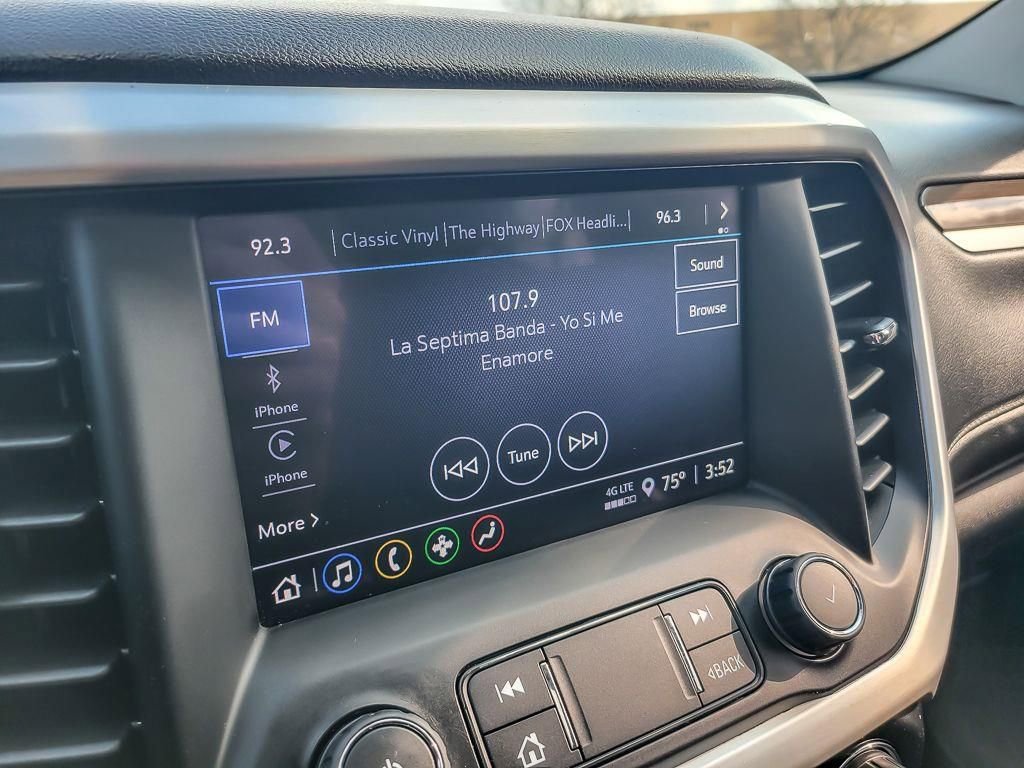 92.3 Classic Vinyl The Highway FOX Headli... 96.3
FM
107.9
La Septima Banda - Yo Si Me
Enamore
Sound
Browse
iPhone
iPhone
Tune
More
4G LTE 75° 3:52
BACK